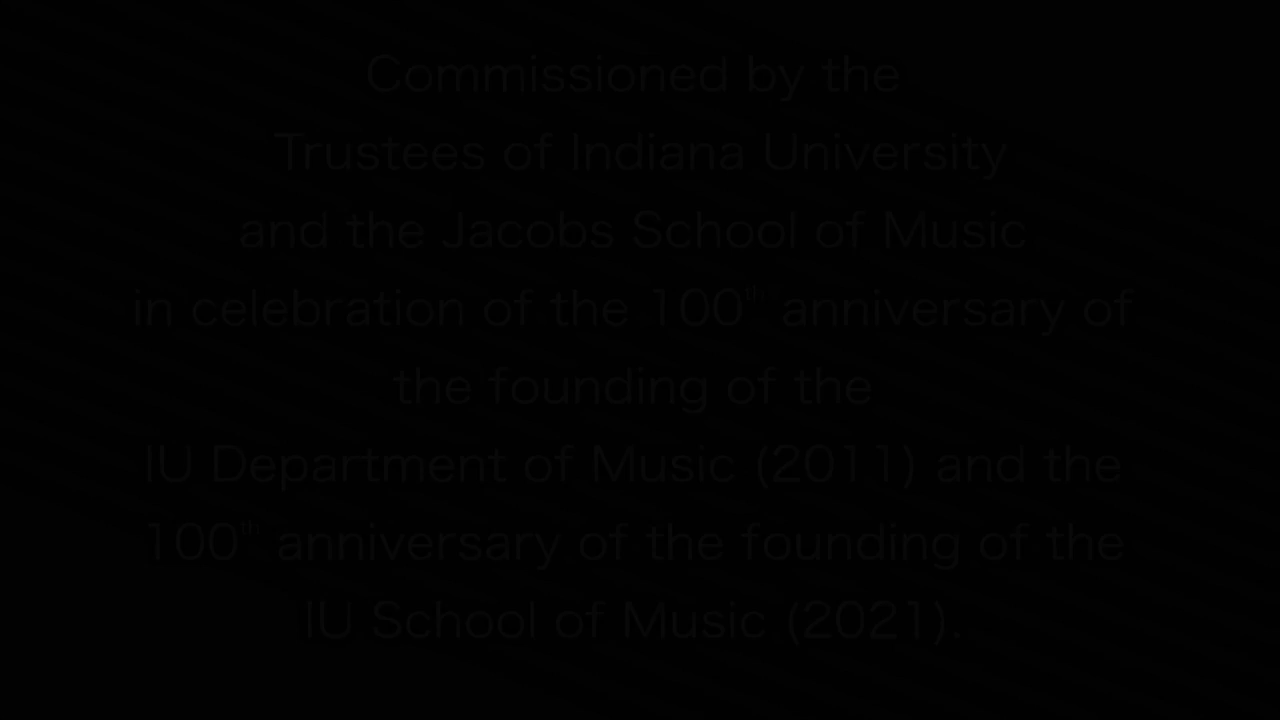 Commissioned by the
Trustees of Indiana University
and the Jacobs School of Music
in celebration of the 100th anniversary of
the founding of the
IU Department of Music (2011) and the
100th anniversary of the founding of the
IU School of Music (2021).